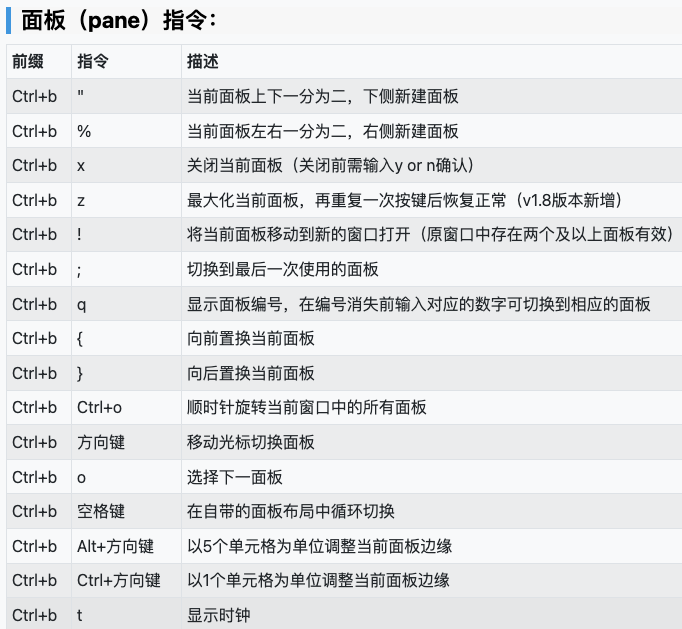 面板（pane）指令：
前缀 指令 描述
Ctrl+b " 当前面板上下一分为二，下侧新建面板
Ctrl+b % 当前面板左右一分为二，右侧新建面板
Ctrl+b x 关闭当前面板（关闭前需输入y or n确认）
Ctrl+b z 最大化当前面板，再重复一次按键后恢复正常（v1.8版本新增）
Ctrl+b ! 将当前面板移动到新的窗口打开（原窗口中存在两个及以上面板有效）
Ctrl+b ; 切换到最后一次使用的面板
Ctrl+b q 显示面板编号，在编号消失前输入对应的数字可切换到相应的面板
Ctrl+b { 向前置换当前面板
Ctrl+b } 向后置换当前面板
Ctrl+b Ctrl+o 顺时针旋转当前窗口中的所有面板
Ctrl+b 方向键 移动光标切换面板
Ctrl+b o 选择下一面板
Ctrl+b 空格键 在自带的面板布局中循环切换
Ctrl+b Alt+方向键 以5个单元格为单位调整当前面板边缘
Ctrl+b Ctrl+方向键 以1个单元格为单位调整当前面板边缘
Ctrl+b t 显示时钟